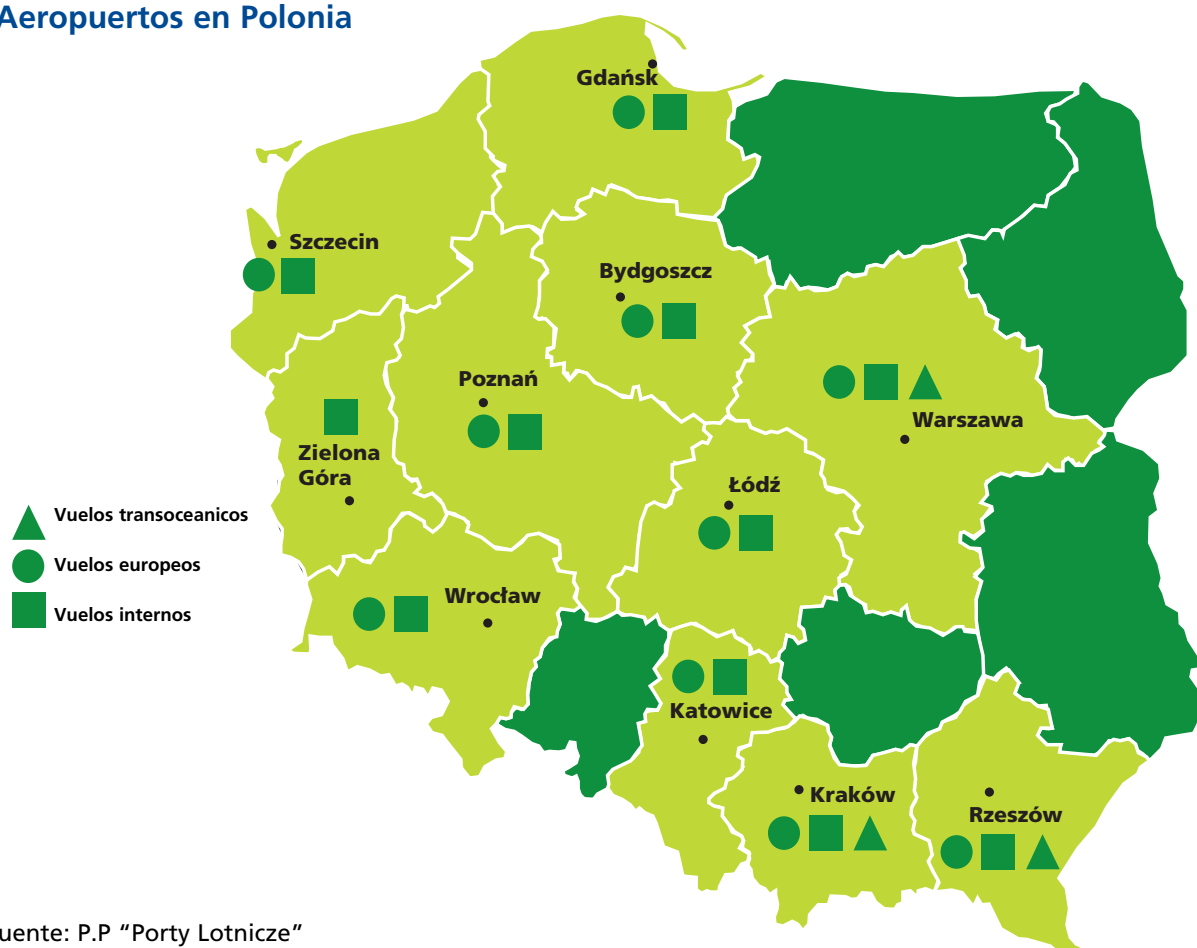 Aeropuertos en Polonia
Gdańsk
Szczecin
Bydgoszcz
Poznań
Warszawa
Zielona
Góra
Łódź
Vuelos transoceanicos
Vuelos europeos
Vuelos internos
Wrocław
Katowice
Kraków
Rzeszów
uente: P.P “Porty Lotnicze”